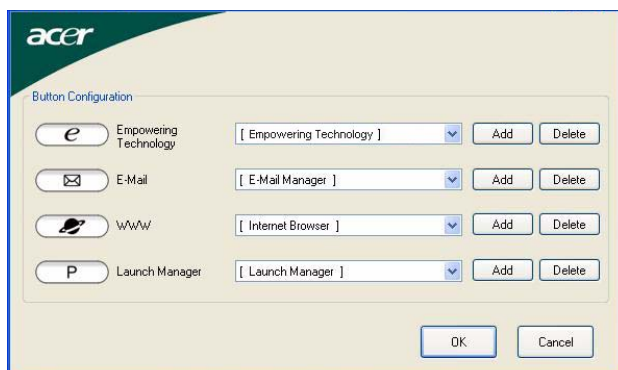 acer
Button Configuration
e Empowering Technology [ Empowering Technology ] Add Delete
E-Mail [ E-Mail Manager ] Add Delete
WWW [ Internet Browser ] Add Delete
P Launch Manager [ Launch Manager ] Add Delete
OK Cancel